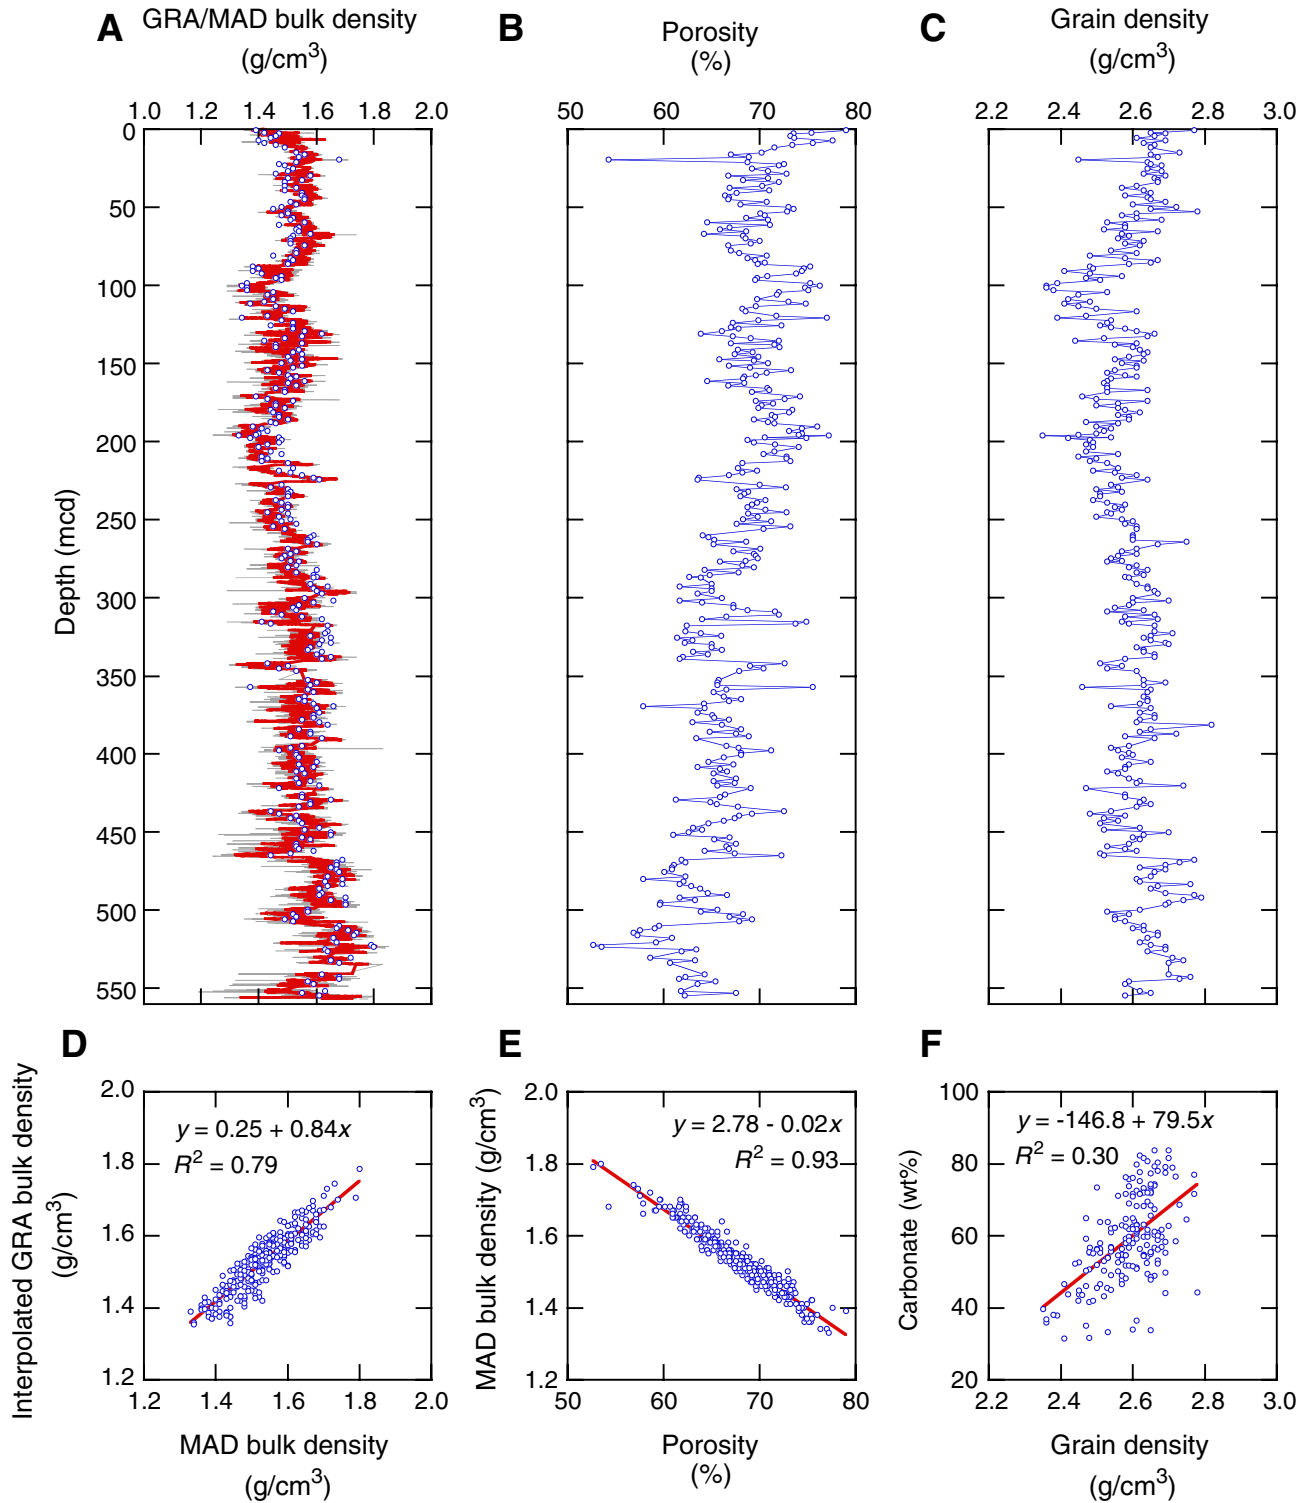 A
GRA/MAD bulk density
(g/cm³)
1.0 1.2 1.4 1.6 1.8 2.0
B
Porosity
(%)
50 60 70 80
C
Grain density
(g/cm³)
2.2 2.4 2.6 2.8 3.0
Depth (mcd)
0
50
100
150
200
250
300
350
400
450
500
550
D
Interpolated GRA bulk density
(g/cm³)
2.0
1.8
1.6
1.4
1.2
y = 0.25 + 0.84x
R² = 0.79
1.2 1.4 1.6 1.8 2.0
MAD bulk density
(g/cm³)
E
MAD bulk density (g/cm³)
2.0
1.8
1.6
1.4
1.2
y = 2.78 - 0.02x
R² = 0.93
50 60 70 80
Porosity
(%)
F
Carbonate (wt%)
100
80
60
40
20
y = -146.8 + 79.5x
R² = 0.30
2.2 2.4 2.6 2.8 3.0
Grain density
(g/cm³)